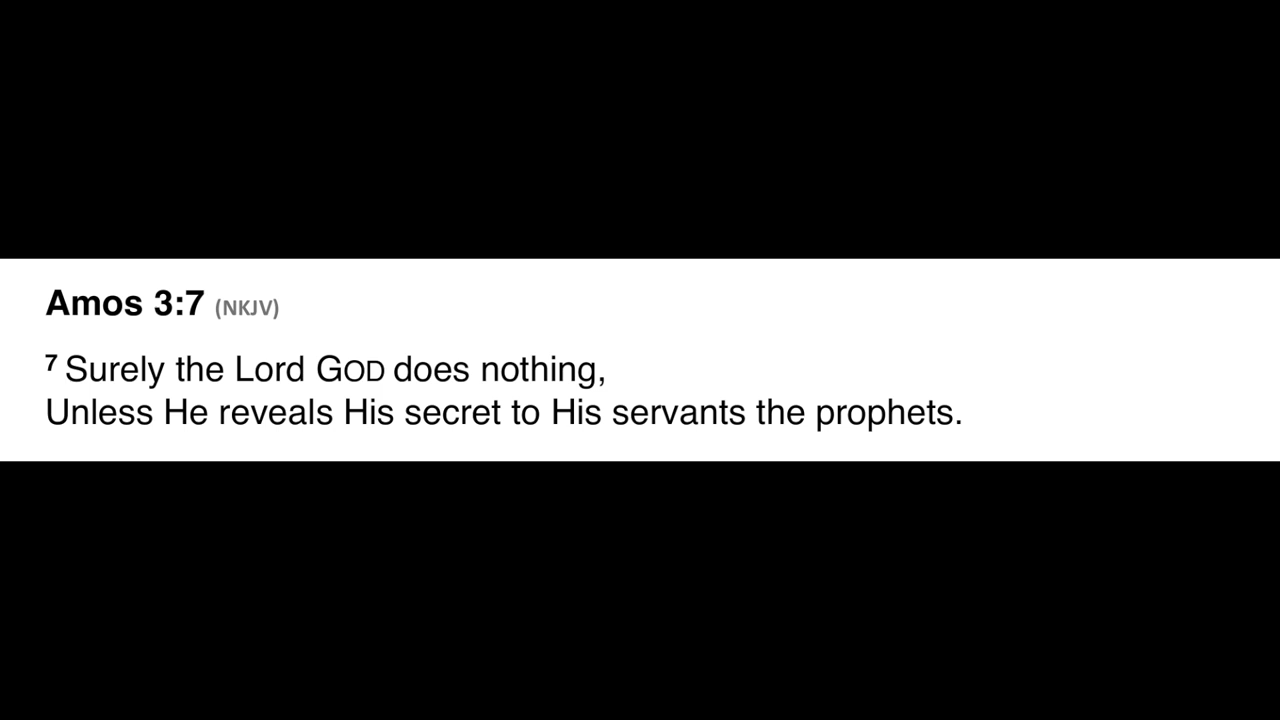 Amos 3:7 (NKJV)
7 Surely the Lord GOD does nothing,
Unless He reveals His secret to His servants the prophets.